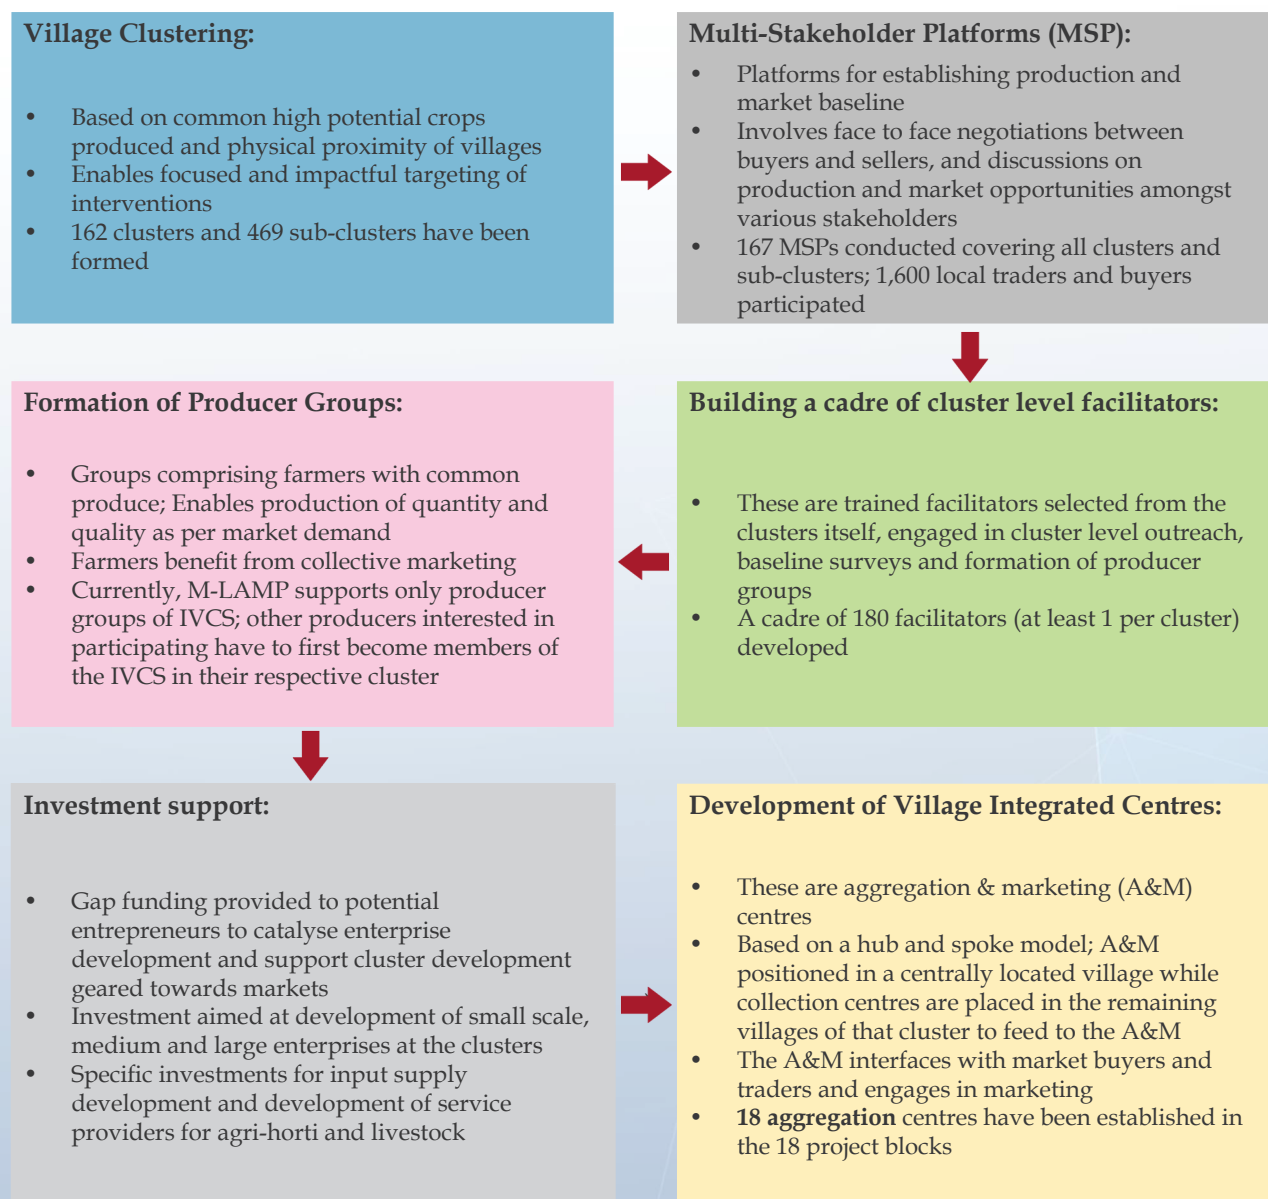 Village Clustering:
• Based on common high potential crops
produced and physical proximity of villages
• Enables focused and impactful targeting of
interventions
• 162 clusters and 469 sub-clusters have been
formed
Multi-Stakeholder Platforms (MSP):
• Platforms for establishing production and
market baseline
• Involves face to face negotiations between
buyers and sellers, and discussions on
production and market opportunities amongst
various stakeholders
• 167 MSPs conducted covering all clusters and
sub-clusters; 1,600 local traders and buyers
participated
Building a cadre of cluster level facilitators:
• These are trained facilitators selected from the
clusters itself, engaged in cluster level outreach,
baseline surveys and formation of producer
groups
• A cadre of 180 facilitators (at least 1 per cluster)
developed
Formation of Producer Groups:
• Groups comprising farmers with common
produce; Enables production of quantity and
quality as per market demand
• Farmers benefit from collective marketing
• Currently, M-LAMP supports only producer
groups of IVCS; other producers interested in
participating have to first become members of
the IVCS in their respective cluster
Investment support:
• Gap funding provided to potential
entrepreneurs to catalyse enterprise
development and support cluster development
geared towards markets
• Investment aimed at development of small scale,
medium and large enterprises at the clusters
• Specific investments for input supply
development and development of service
providers for agri-horti and livestock
Development of Village Integrated Centres:
• These are aggregation & marketing (A&M)
centres
• Based on a hub and spoke model; A&M
positioned in a centrally located village while
collection centres are placed in the remaining
villages of that cluster to feed to the A&M
• The A&M interfaces with market buyers and
traders and engages in marketing
• 18 aggregation centres have been established in
the 18 project blocks